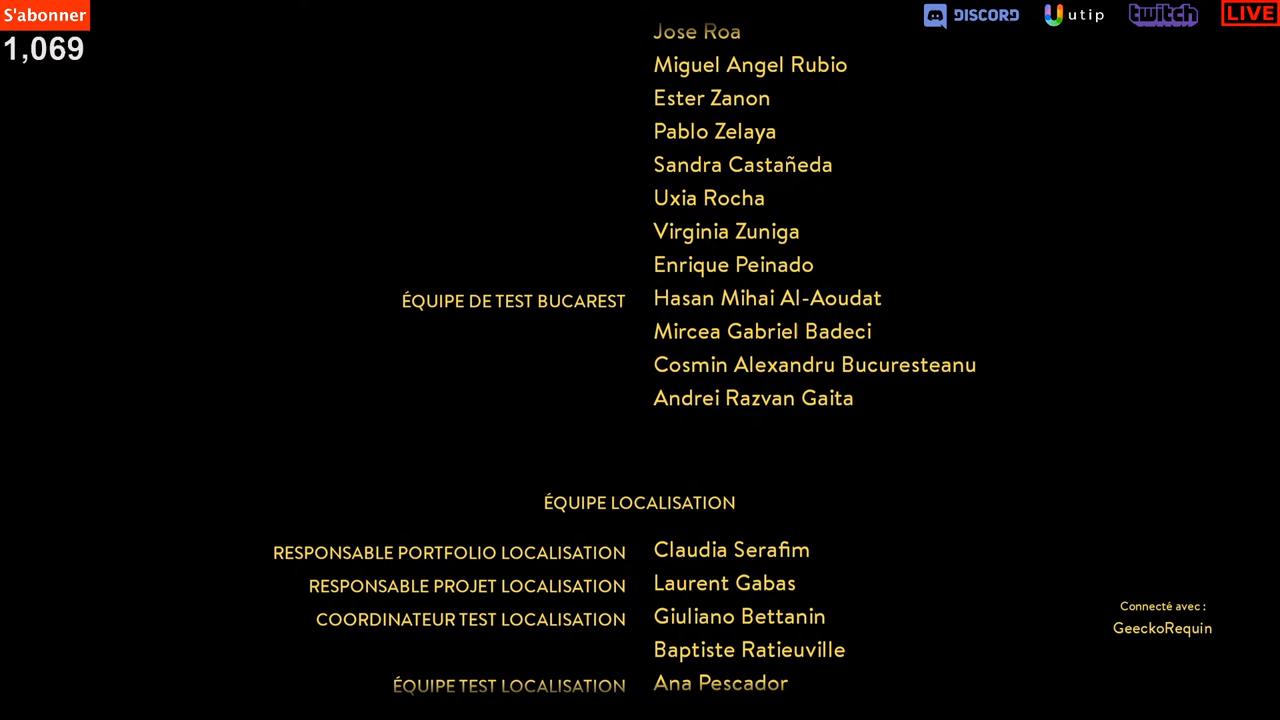 S'abonner
1,069
DISCORD
utip
twitch
LIVE
Jose Roa
Miguel Angel Rubio
Ester Zanon
Pablo Zelaya
Sandra Castañeda
Uxia Rocha
Virginia Zuniga
Enrique Peinado
ÉQUIPE DE TEST BUCAREST Hasan Mihai Al-Aoudat
Mircea Gabriel Badeci
Cosmin Alexandru Bucuresteanu
Andrei Razvan Gaita
ÉQUIPE LOCALISATION
RESPONSABLE PORTFOLIO LOCALISATION Claudia Serafim
RESPONSABLE PROJET LOCALISATION Laurent Gabas
COORDINATEUR TEST LOCALISATION Giuliano Bettanin
Baptiste Ratieuville
ÉQUIPE TEST LOCALISATION Ana Pescador
Connecté avec :
GeeckoRequin